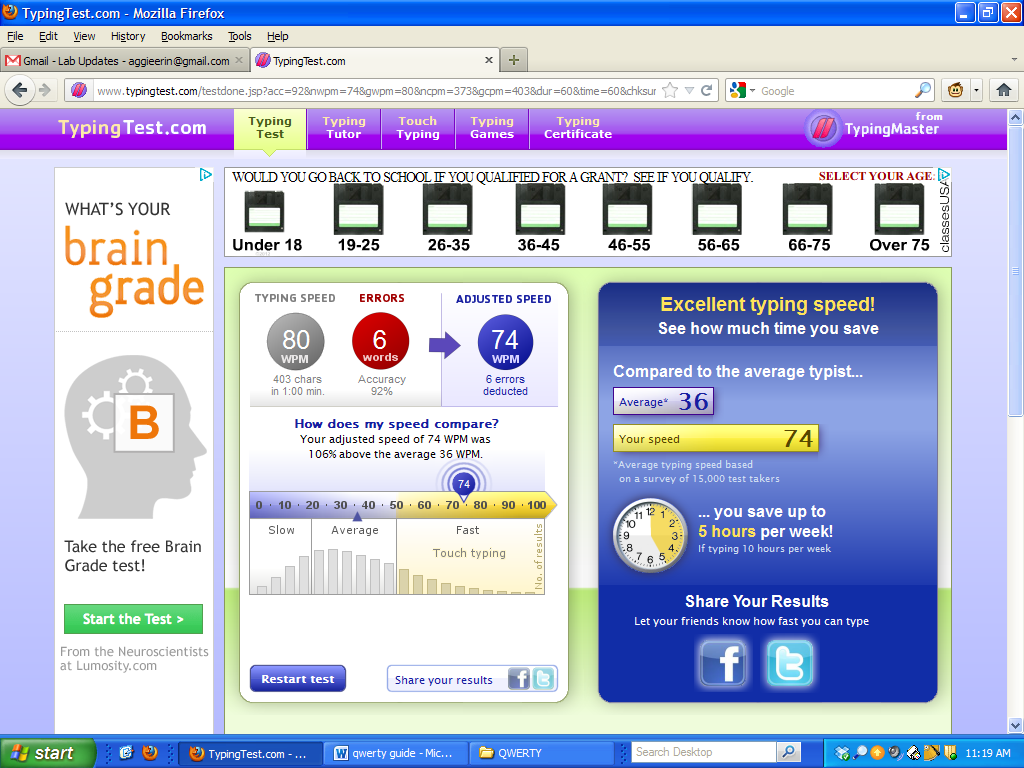 TypingTest.com - Mozilla Firefox
File Edit View History Bookmarks Tools Help
Gmail - Lab Updates - aggieerin@gmail.com
TypingTest.com
www.typingtest.com/testdone.jsp?acc=92&nwpm=74&gwpm=80&ncpm=373&gcpm=403&dur=60&time=60&chksur
Google
TypingTest.com
Typing Test
Typing Tutor
Touch Typing
Typing Games
Typing Certificate
from
TypingMaster
WHAT'S YOUR
brain
grade
B
Take the free Brain
Grade test!
Start the Test >
From the Neuroscientists
at Lumosity.com
WOULD YOU GO BACK TO SCHOOL IF YOU QUALIFIED FOR A GRANT? SEE IF YOU QUALIFY.
SELECT YOUR AGE:
Under 18 19-25 26-35 36-45 46-55 56-65 66-75 Over 75
classesUSA
TYPING SPEED ERRORS ADJUSTED SPEED
80 6 74
WPM words WPM
403 chars Accuracy 6 errors
in 1:00 min. 92% deducted
How does my speed compare?
Your adjusted speed of 74 WPM was
106% above the average 36 WPM.
74
0 · 10 · 20 · 30 · 40 · 50 · 60 · 70 · 80 · 90 · 100
Slow Average Fast
Touch typing
No. of results
Restart test
Share your results
Excellent typing speed!
See how much time you save
Compared to the average typist...
Average* 36
Your speed 74
*Average typing speed based
on a survey of 15,000 test takers
12 1 2 3 4 5 6 7 8 9 10 11
... you save up to
5 hours per week!
If typing 10 hours per week
Share Your Results
Let your friends know how fast you can type
start
TypingTest.com - ...
qwerty guide - Mic...
QWERTY
Search Desktop
11:19 AM